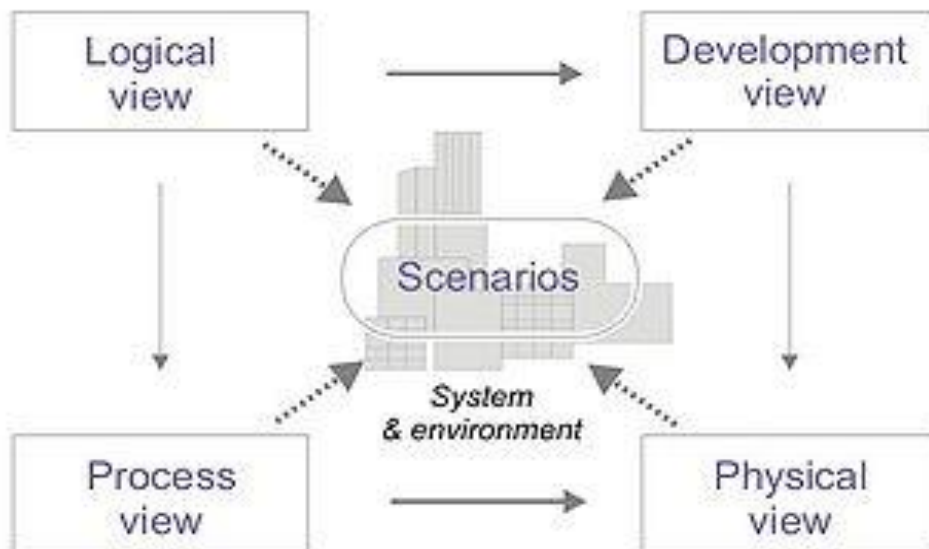 Logical
view
Development
view
Scenarios
System
& environment
Process
view
Physical
view